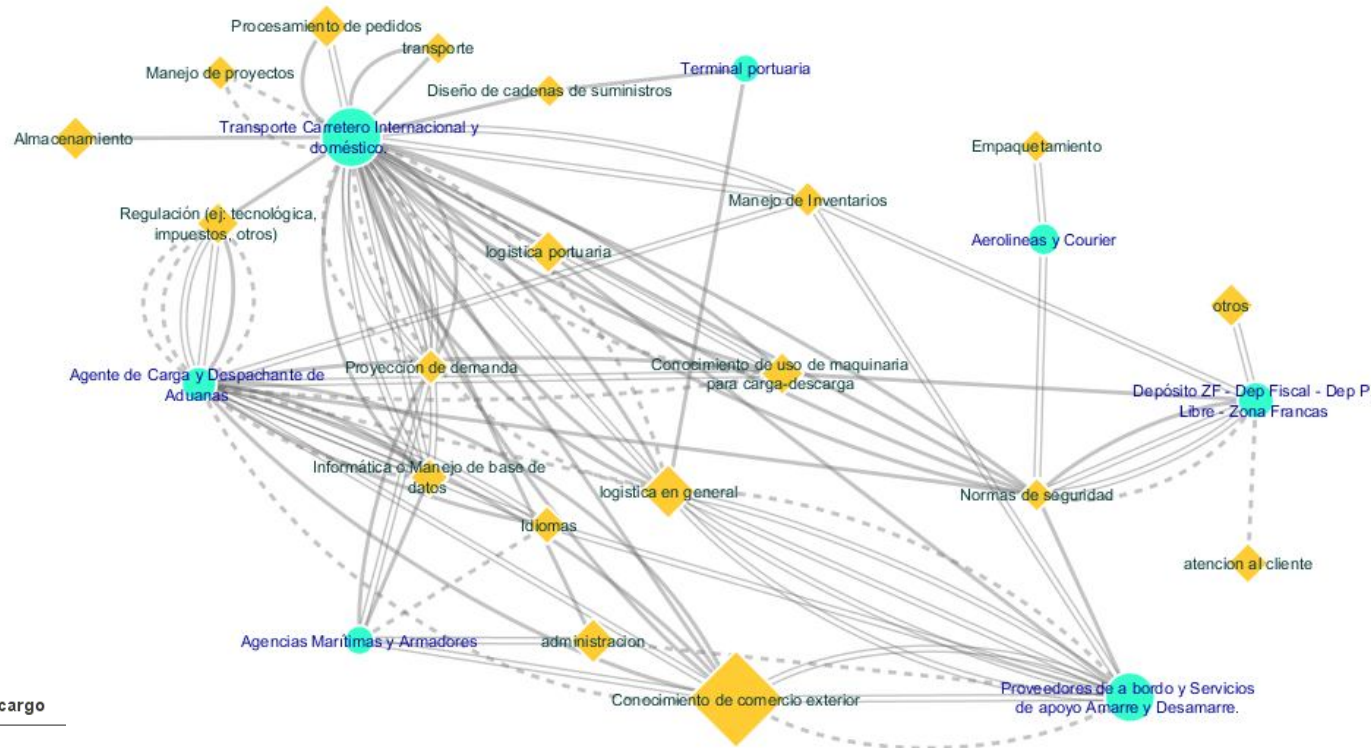 Procesamiento de pedidos
transporte
Manejo de proyectos
Terminal portuaria
Diseño de cadenas de suministros
Almacenamiento
Transporte Carretero Internacional y
doméstico.
Empaquetamiento
Manejo de Inventarios
Regulación (ej: tecnológica,
impuestos, otros)
Aerolineas y Courier
logistica portuaria
otros
Proyección de demanda
Conocimiento de uso de maquinaria
para carga-descarga
Agente de Carga y Despachante de
Aduanas
Depósito ZF - Dep Fiscal - Dep P
Libre - Zona Francas
Informática o Manejo de base de
datos
logistica en general
Normas de seguridad
Idiomas
atencion al cliente
Agencias Marítimas y Armadores
administracion
Conocimiento de comercio exterior
Proveedores de a bordo y Servicios
de apoyo Amarre y Desamarre.
cargo